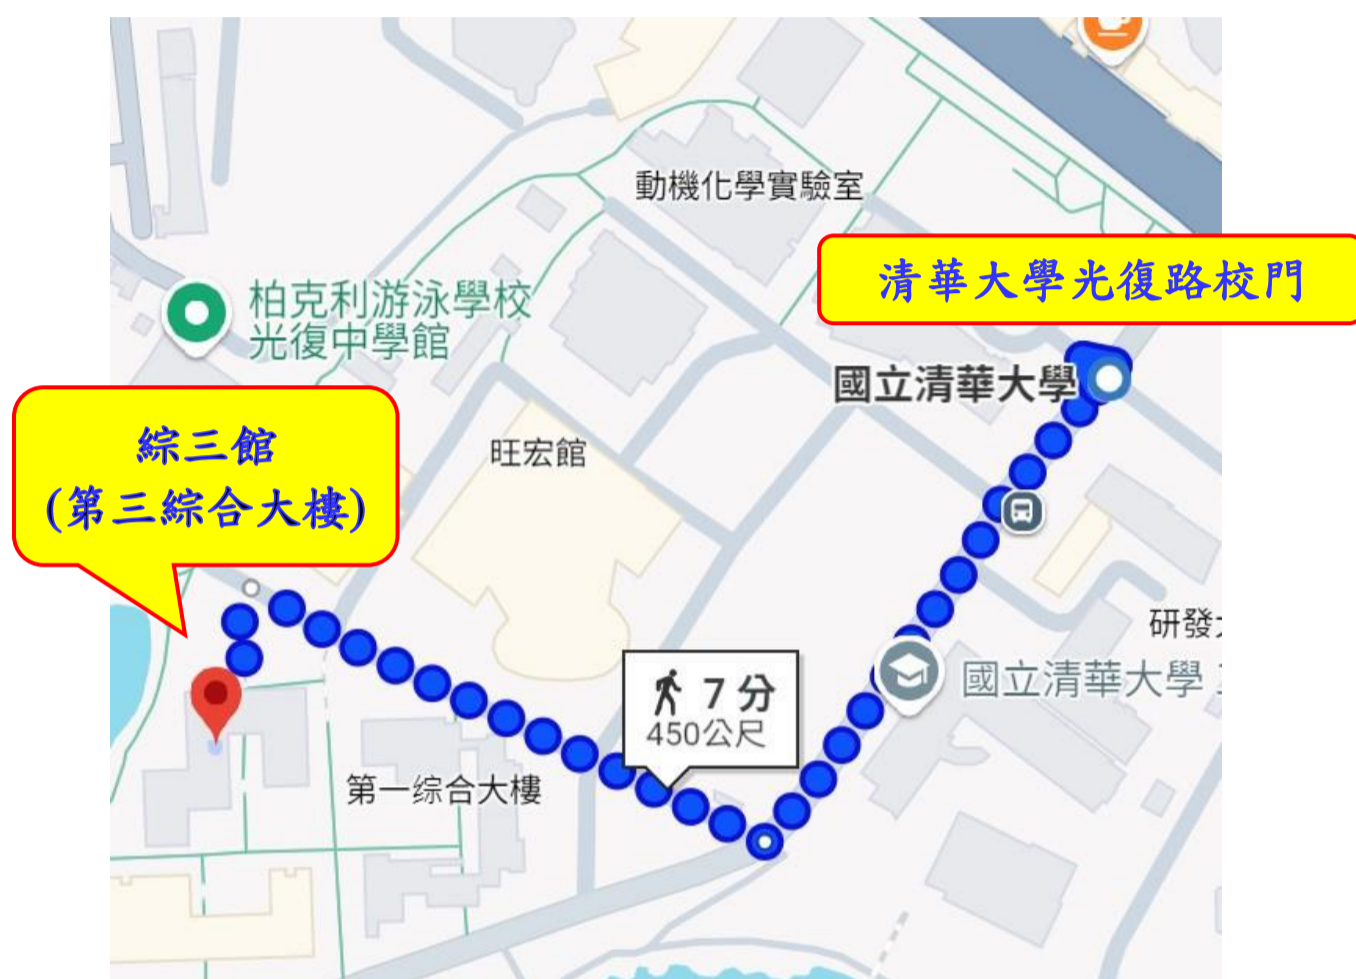 動機化學實驗室
清華大學光復路校門
柏克利游泳學校
光復中學館
國立清華大學
綜三館
(第三綜合大樓)
旺宏館
研發
7 分
450公尺
國立清華大學
第一綜合大樓